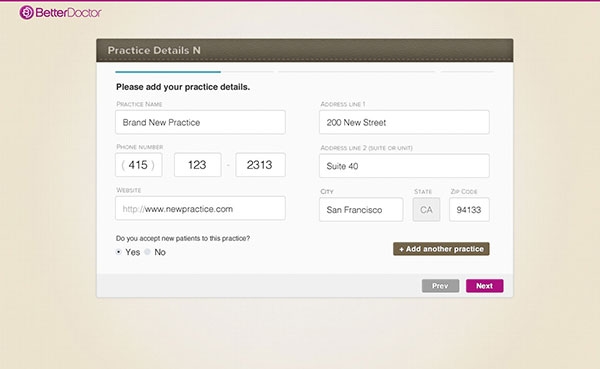 BetterDoctor
Practice Details N
Please add your practice details.
PRACTICE NAME
Brand New Practice
PHONE NUMBER
( 415 ) 123 - 2313
WEBSITE
http://www.newpractice.com
Do you accept new patients to this practice?
Yes No
ADDRESS LINE 1
200 New Street
ADDRESS LINE 2 (SUITE OR UNIT)
Suite 40
CITY STATE ZIP CODE
San Francisco CA 94133
+ Add another practice
Prev Next